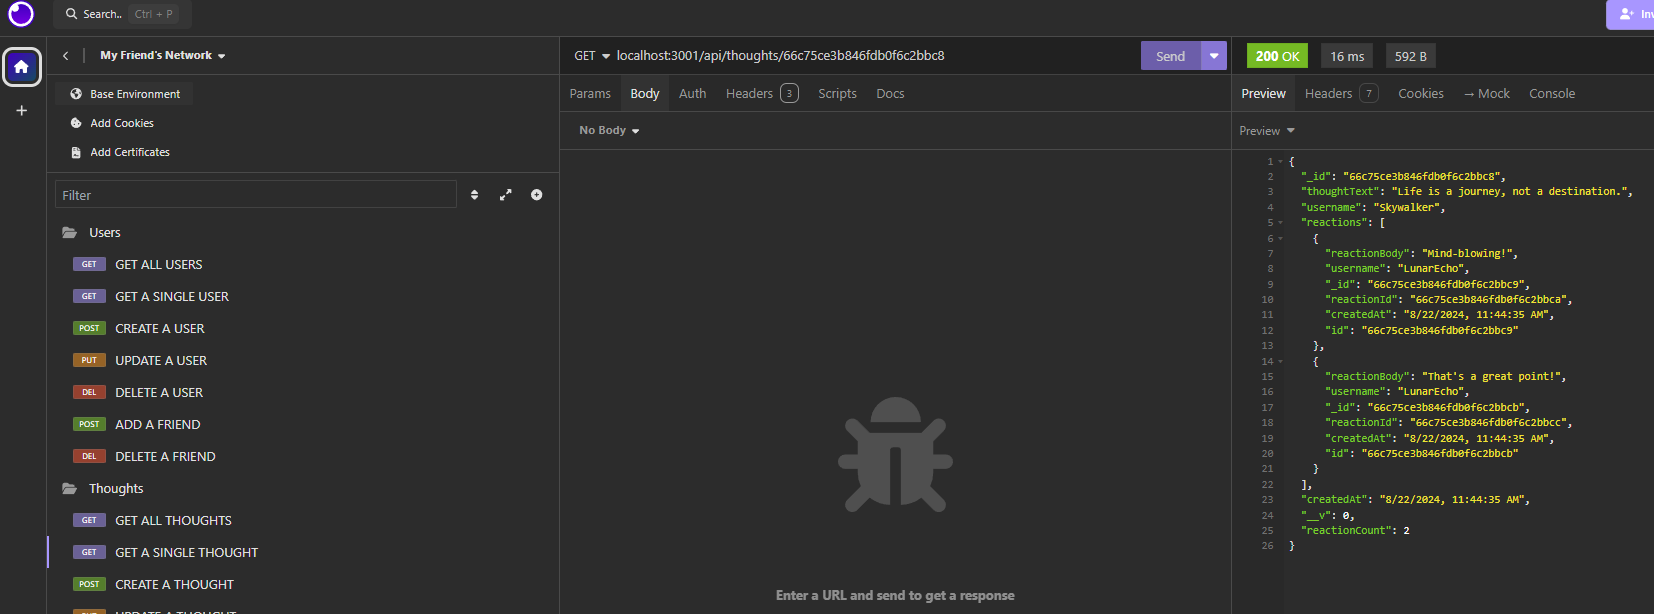 Search.. Ctrl + P
Inv
My Friend's Network
Base Environment
Add Cookies
Add Certificates
Filter
Users
GET GET ALL USERS
GET GET A SINGLE USER
POST CREATE A USER
PUT UPDATE A USER
DEL DELETE A USER
POST ADD A FRIEND
DEL DELETE A FRIEND
Thoughts
GET GET ALL THOUGHTS
GET GET A SINGLE THOUGHT
POST CREATE A THOUGHT
UPDATE A THOUGHT
GET localhost:3001/api/thoughts/66c75ce3b846fdb0f6c2bbc8 Send
Params Body Auth Headers 3 Scripts Docs
No Body
Enter a URL and send to get a response
200 OK 16 ms 592 B
Preview Headers 7 Cookies → Mock Console
Preview
1 {
2 "_id": "66c75ce3b846fdb0f6c2bbc8",
3 "thoughtText": "Life is a journey, not a destination.",
4 "username": "Skywalker",
5 "reactions": [
6 {
7 "reactionBody": "Mind-blowing!",
8 "username": "LunarEcho",
9 "_id": "66c75ce3b846fdb0f6c2bbc9",
10 "reactionId": "66c75ce3b846fdb0f6c2bbca",
11 "createdAt": "8/22/2024, 11:44:35 AM",
12 "id": "66c75ce3b846fdb0f6c2bbc9"
13 },
14 {
15 "reactionBody": "That's a great point!",
16 "username": "LunarEcho",
17 "_id": "66c75ce3b846fdb0f6c2bbcb",
18 "reactionId": "66c75ce3b846fdb0f6c2bbcc",
19 "createdAt": "8/22/2024, 11:44:35 AM",
20 "id": "66c75ce3b846fdb0f6c2bbcb"
21 }
22 ],
23 "createdAt": "8/22/2024, 11:44:35 AM",
24 "__v": 0,
25 "reactionCount": 2
26 }